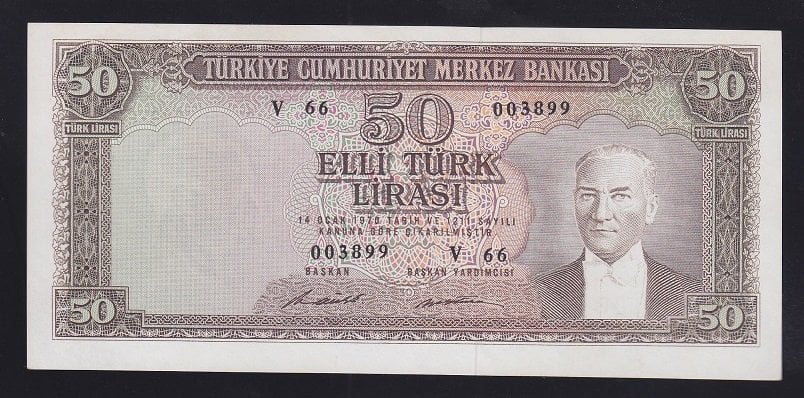 50 TÜRKİYE CUMHURİYET MERKEZ BANKASI 50
V 66 50 003899
TÜRK LİRASI TÜRK LİRASI
ELLİ TÜRK
LİRASI
14 OCAK 1970 TARİH VE 1211 SAYILI
KANUNA GÖRE ÇIKARILMIŞTIR
003899 V 66
BAŞKAN BAŞKAN YARDIMCISI
50 50